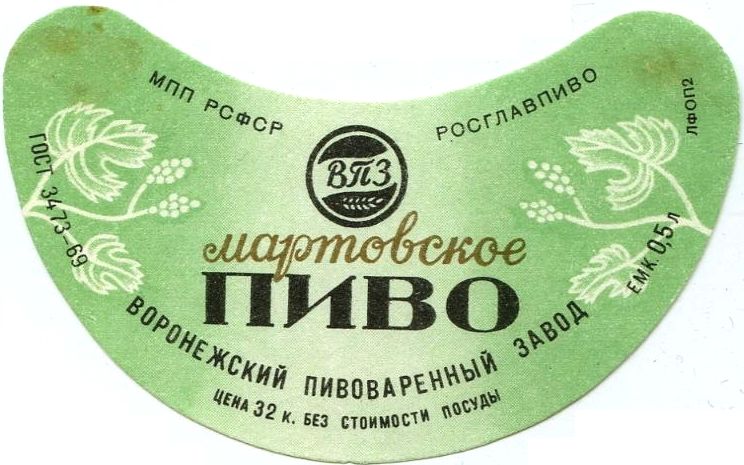 МПП РСФСР
РОСГЛАВПИВО
ЛФОП2
ГОСТ 3473-69
ВПЗ
мартовское
ПИВО
ЕМК. 0,5 л
ВОРОНЕЖСКИЙ ПИВОВАРЕННЫЙ ЗАВОД
ЦЕНА 32 К. БЕЗ СТОИМОСТИ ПОСУДЫ